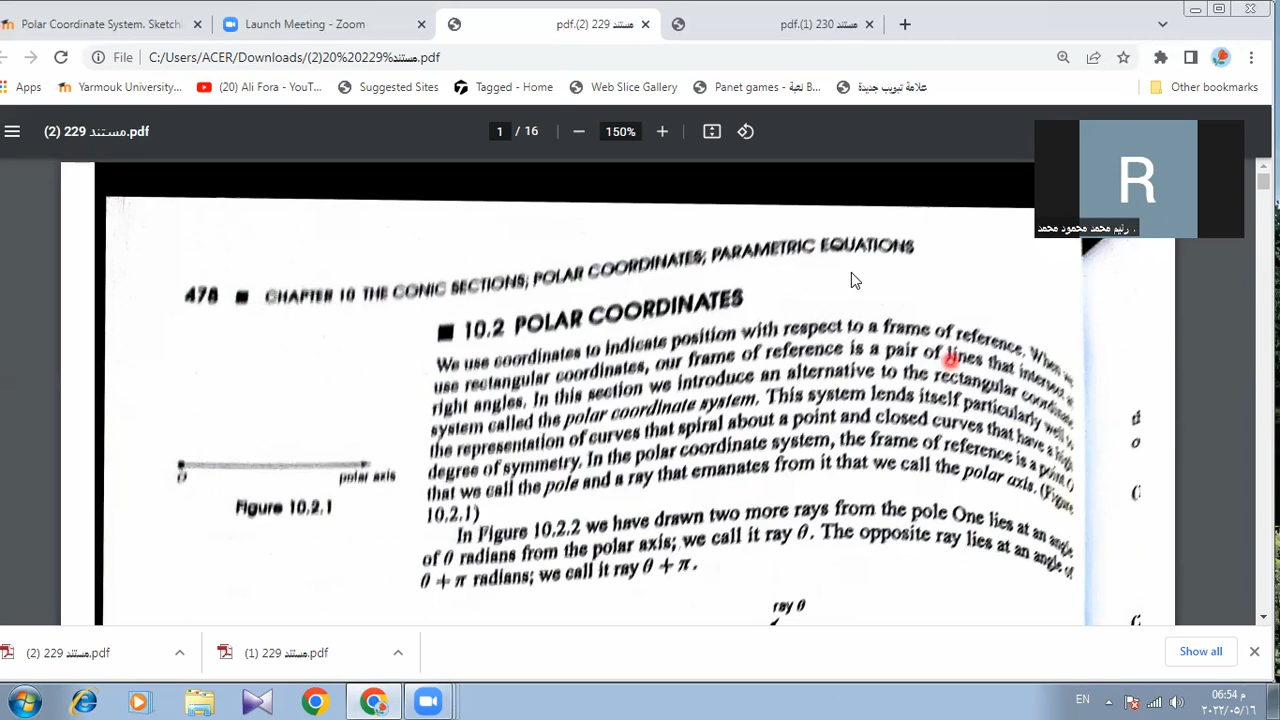 Polar Coordinate System. Sketch
Launch Meeting - Zoom
مستند 229 (2).pdf
مستند 230 (1).pdf
File
C:/Users/ACER/Downloads/(2)20%20229%مستند.pdf
Apps
Yarmouk University...
(20) Ali Fora - YouT...
Suggested Sites
Tagged - Home
Web Slice Gallery
Panet games - نلعبة B...
علامة تبويب جديدة
Other bookmarks
مستند 229 (2).pdf
1 / 16
150%
R
رنيم محمد محمود محمد .
478 ■ CHAPTER 10 THE CONIC SECTIONS; POLAR COORDINATES; PARAMETRIC EQUATIONS
■ 10.2 POLAR COORDINATES
We use coordinates to indicate position with respect to a frame of reference. When we
use rectangular coordinates, our frame of reference is a pair of lines that intersect at
right angles. In this section we introduce an alternative to the rectangular coordinate
system called the polar coordinate system. This system lends itself particularly well to
the representation of curves that spiral about a point and closed curves that have a high
degree of symmetry. In the polar coordinate system, the frame of reference is a point O
that we call the pole and a ray that emanates from it that we call the polar axis. (Figure
10.2.1)
O
polar axis
Figure 10.2.1
In Figure 10.2.2 we have drawn two more rays from the pole One lies at an angle
of θ radians from the polar axis; we call it ray θ. The opposite ray lies at an angle of
θ + π radians; we call it ray θ + π.
ray θ
مستند 229 (2).pdf
مستند 229 (1).pdf
Show all
EN
06:54 م
٢٠٢٢/٠٥/١٦